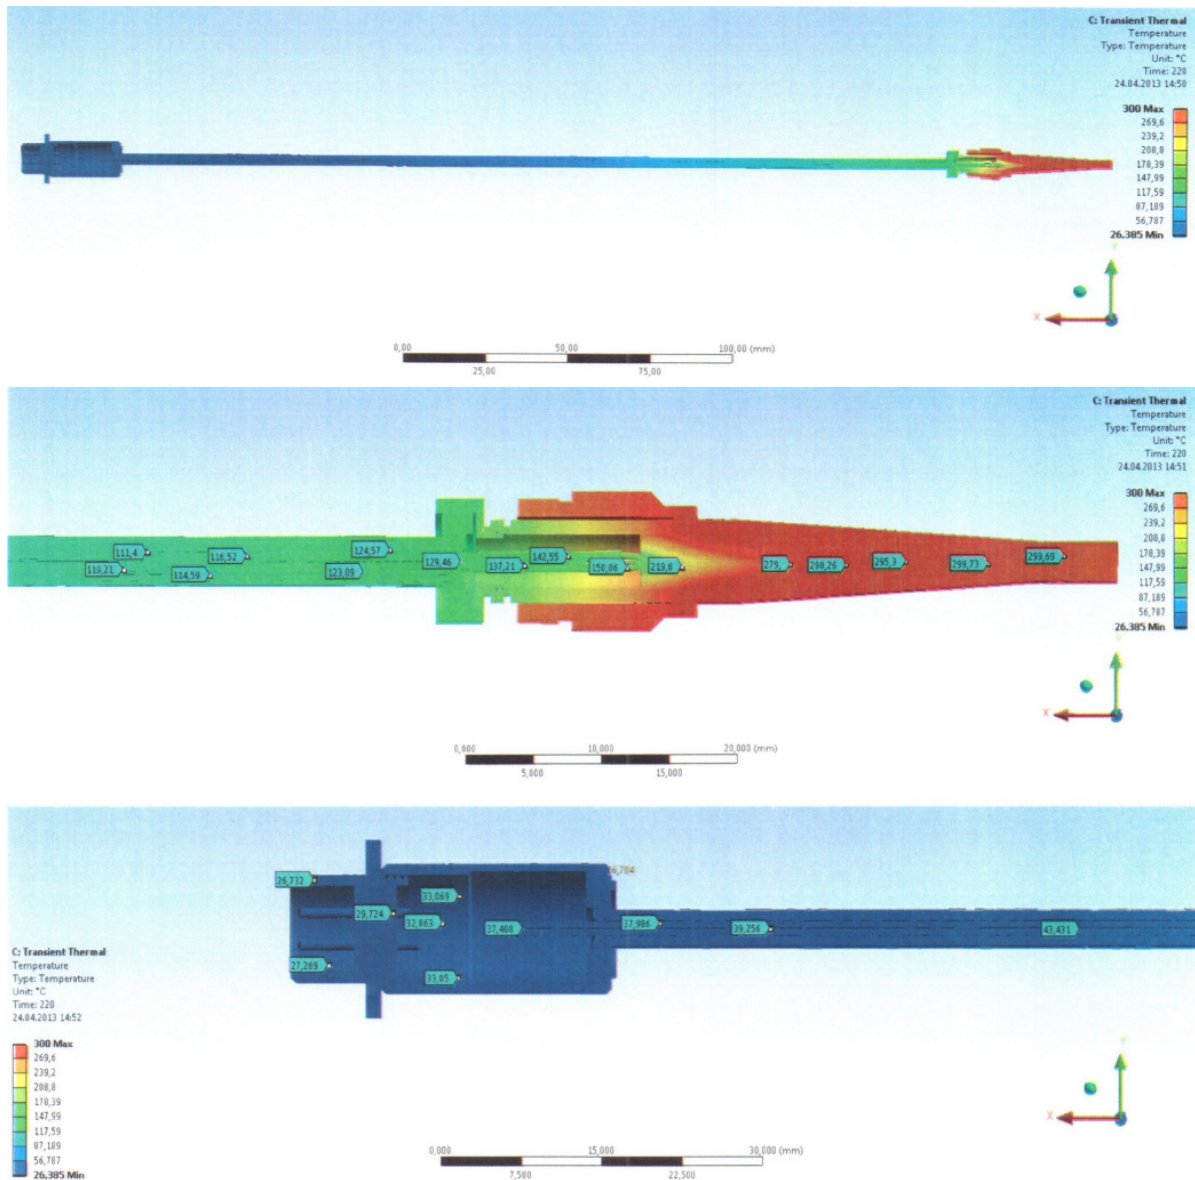 C: Transient Thermal
Temperature
Type: Temperature
Unit: °C
Time: 220
24.04.2013 14:50
300 Max
269,6
239,2
208,8
178,39
147,99
117,59
87,189
56,787
26,385 Min
Y
X
0,00
50,00
100,00 (mm)
25,00
75,00
C: Transient Thermal
Temperature
Type: Temperature
Unit: °C
Time: 220
24.04.2013 14:51
300 Max
269,6
239,2
208,8
178,39
147,99
117,59
87,189
56,787
26,385 Min
111,4
110,21
116,52
114,59
124,57
123,09
129,46
137,21
142,55
150,06
219,6
279,
290,26
295,3
299,73
299,69
Y
X
0,000
10,000
20,000 (mm)
5,000
15,000
26,732
29,724
27,269
33,069
32,863
33,05
37,408
37,986
39,256
43,431
C: Transient Thermal
Temperature
Type: Temperature
Unit: °C
Time: 220
24.04.2013 14:52
300 Max
269,6
239,2
208,8
178,39
147,99
117,59
87,189
56,787
26,385 Min
Y
X
0,000
15,000
30,000 (mm)
7,500
22,500